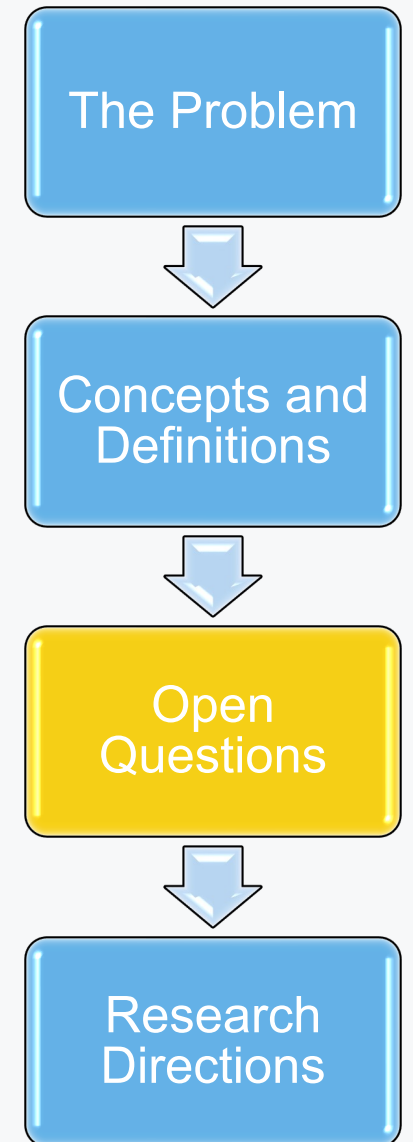 The Problem
Concepts and
Definitions
Open
Questions
Research
Directions